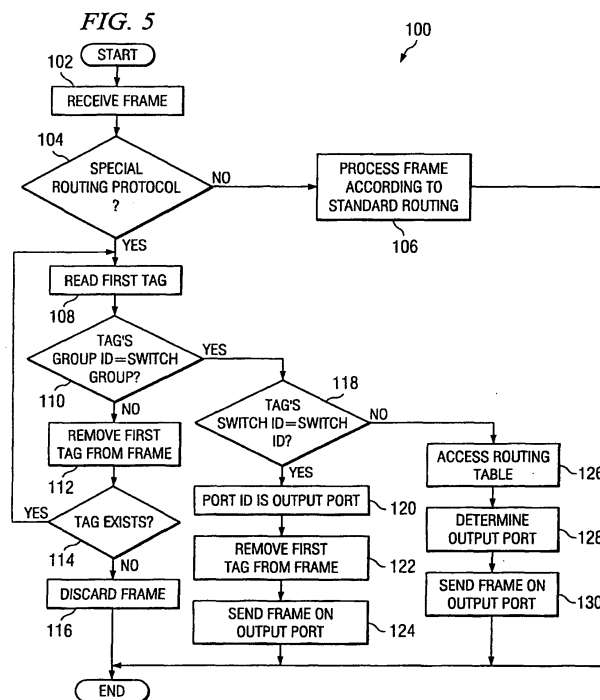 FIG. 5
100
START
102
RECEIVE FRAME
104
SPECIAL
ROUTING PROTOCOL
?
NO
PROCESS FRAME
ACCORDING TO
STANDARD ROUTING
106
YES
READ FIRST TAG
108
TAG'S
GROUP ID=SWITCH
GROUP?
YES
110
NO
118
TAG'S
SWITCH ID=SWITCH
ID?
NO
YES
REMOVE FIRST
TAG FROM FRAME
112
ACCESS ROUTING
TABLE
126
PORT ID IS OUTPUT PORT
120
YES
TAG EXISTS?
114
NO
DETERMINE
OUTPUT PORT
128
REMOVE FIRST
TAG FROM FRAME
122
DISCARD FRAME
116
SEND FRAME ON
OUTPUT PORT
124
SEND FRAME ON
OUTPUT PORT
130
END